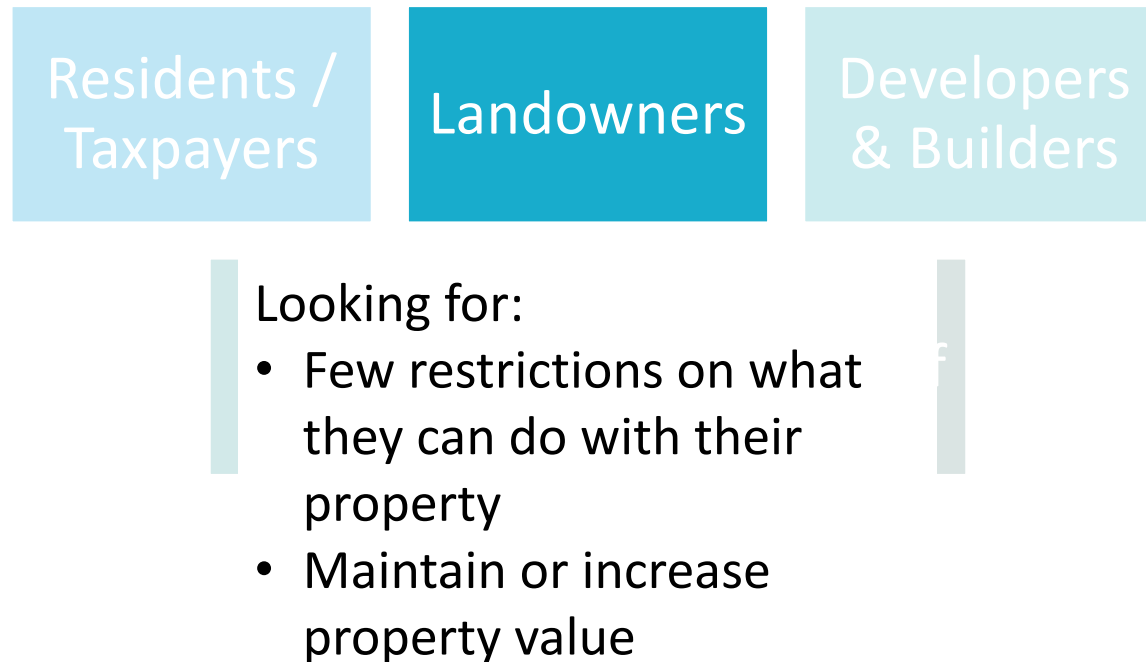 Residents /
Taxpayers
Landowners
Developers
& Builders
Looking for:
• Few restrictions on what
they can do with their
property
• Maintain or increase
property value